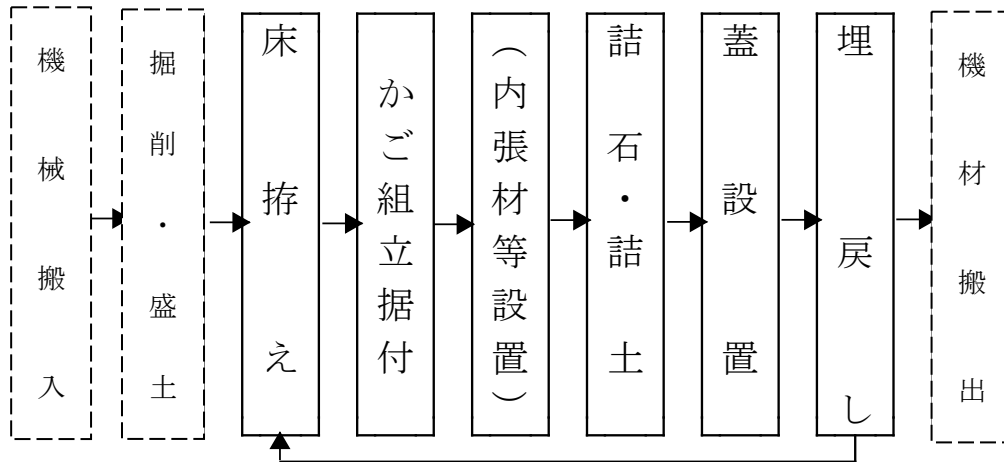 機械搬入
掘削・盛土
床拵え
かご組立据付
（内張材等設置）
詰石・詰土
蓋設置
埋戻し
機材搬出